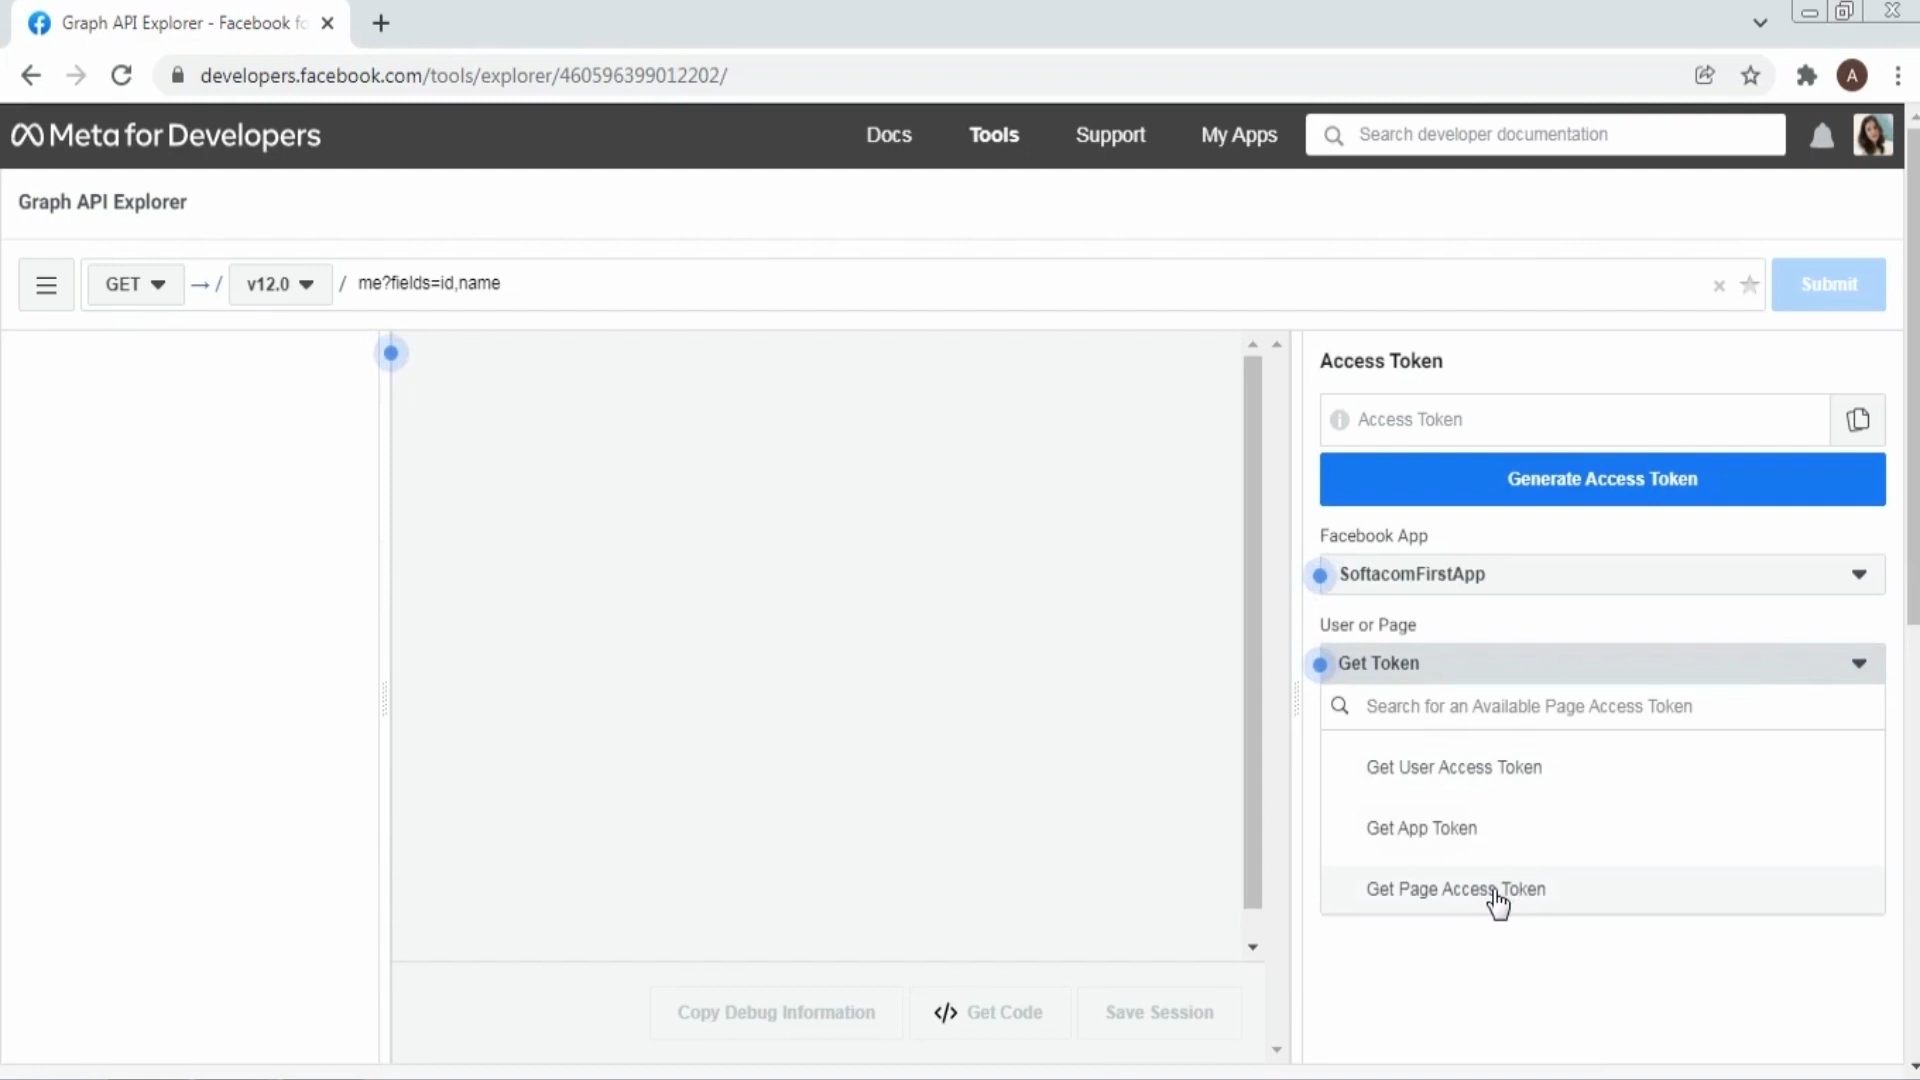 Graph API Explorer - Facebook fo
developers.facebook.com/tools/explorer/460596399012202/
A
Meta for Developers
Docs
Tools
Support
My Apps
Search developer documentation
Graph API Explorer
GET
→ /
v12.0
/
me?fields=id,name
Submit
Access Token
Access Token
Generate Access Token
Facebook App
SoftacomFirstApp
User or Page
Get Token
Search for an Available Page Access Token
Get User Access Token
Get App Token
Get Page Access Token
Copy Debug Information
</> Get Code
Save Session